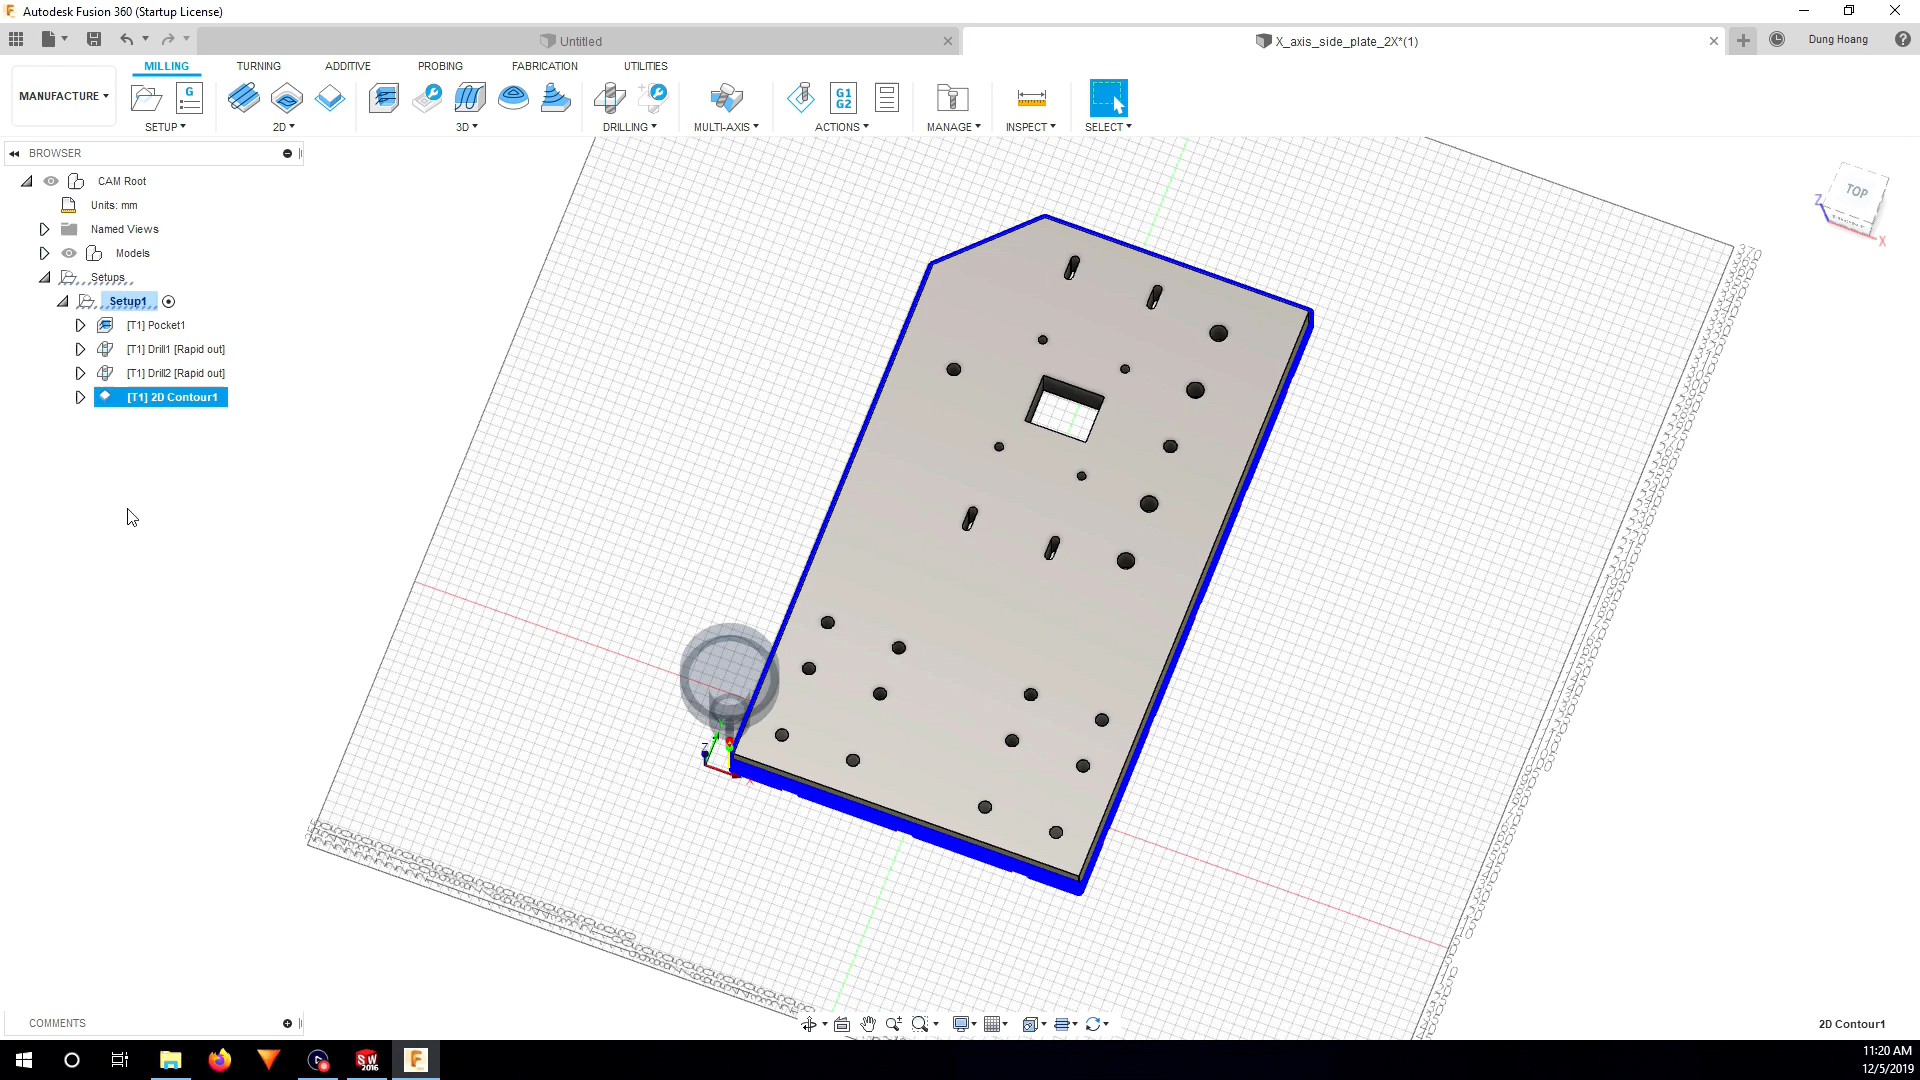 Autodesk Fusion 360 (Startup License)
Untitled
X_axis_side_plate_2X*(1)
Dung Hoang
MILLING TURNING ADDITIVE PROBING FABRICATION UTILITIES
MANUFACTURE
G
G1
G2
SETUP 2D 3D DRILLING MULTI-AXIS ACTIONS MANAGE INSPECT SELECT
BROWSER
CAM Root
Units: mm
Named Views
Models
Setups
Setup1
[T1] Pocket1
[T1] Drill1 [Rapid out]
[T1] Drill2 [Rapid out]
[T1] 2D Contour1
TOP
Z
X
Y
Z
X
COMMENTS
2D Contour1
SW
2016
F
11:20 AM
12/5/2019